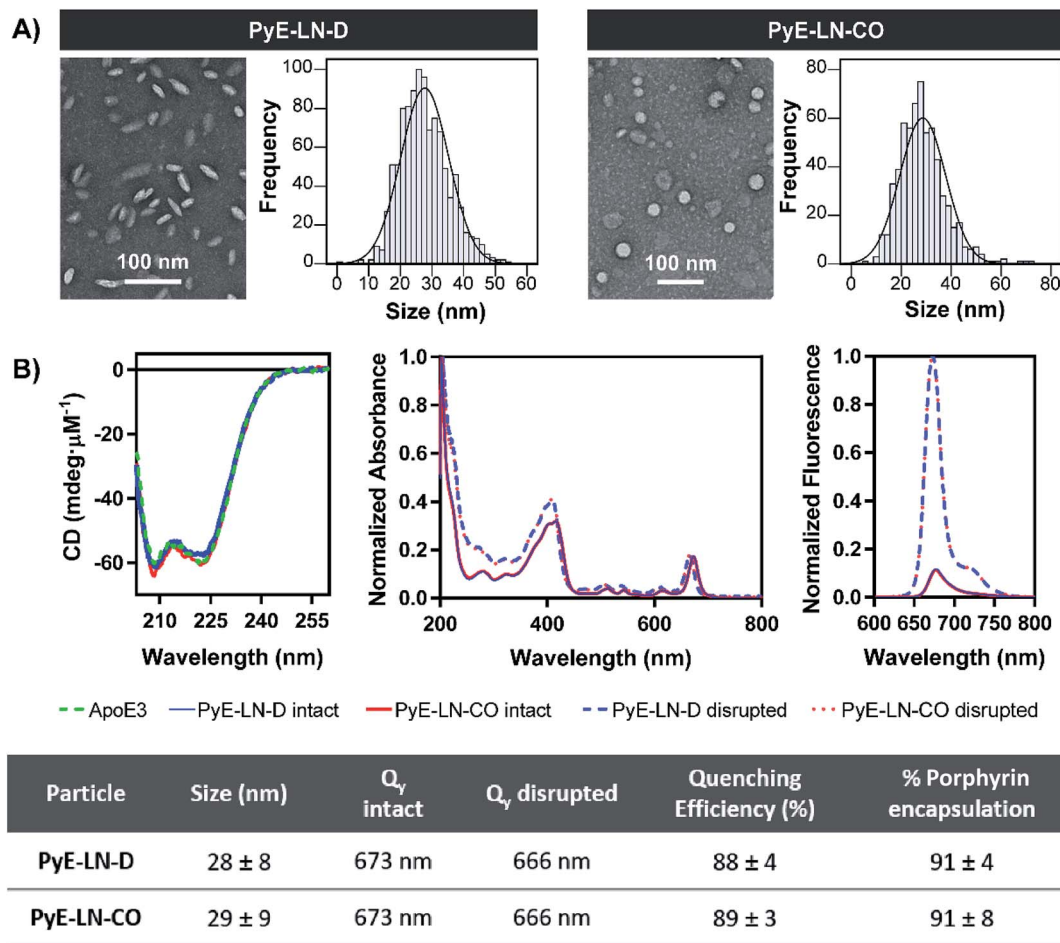 A)
PyE-LN-D
PyE-LN-CO
100 nm
Frequency
100
80
60
40
20
0
0 10 20 30 40 50 60
Size (nm)
100 nm
Frequency
80
60
40
20
0
0 20 40 60 80
Size (nm)
B)
CD (mdeg·μM⁻¹)
0
-20
-40
-60
210 225 240 255
Wavelength (nm)
Normalized Absorbance
1.0
0.8
0.6
0.4
0.2
0.0
200 400 600 800
Wavelength (nm)
Normalized Fluorescence
1.0
0.8
0.6
0.4
0.2
0.0
600 650 700 750 800
Wavelength (nm)
ApoE3 PyE-LN-D intact PyE-LN-CO intact PyE-LN-D disrupted PyE-LN-CO disrupted
Particle Size (nm) Qy intact Qy disrupted Quenching Efficiency (%) % Porphyrin encapsulation
PyE-LN-D 28 ± 8 673 nm 666 nm 88 ± 4 91 ± 4
PyE-LN-CO 29 ± 9 673 nm 666 nm 89 ± 3 91 ± 8